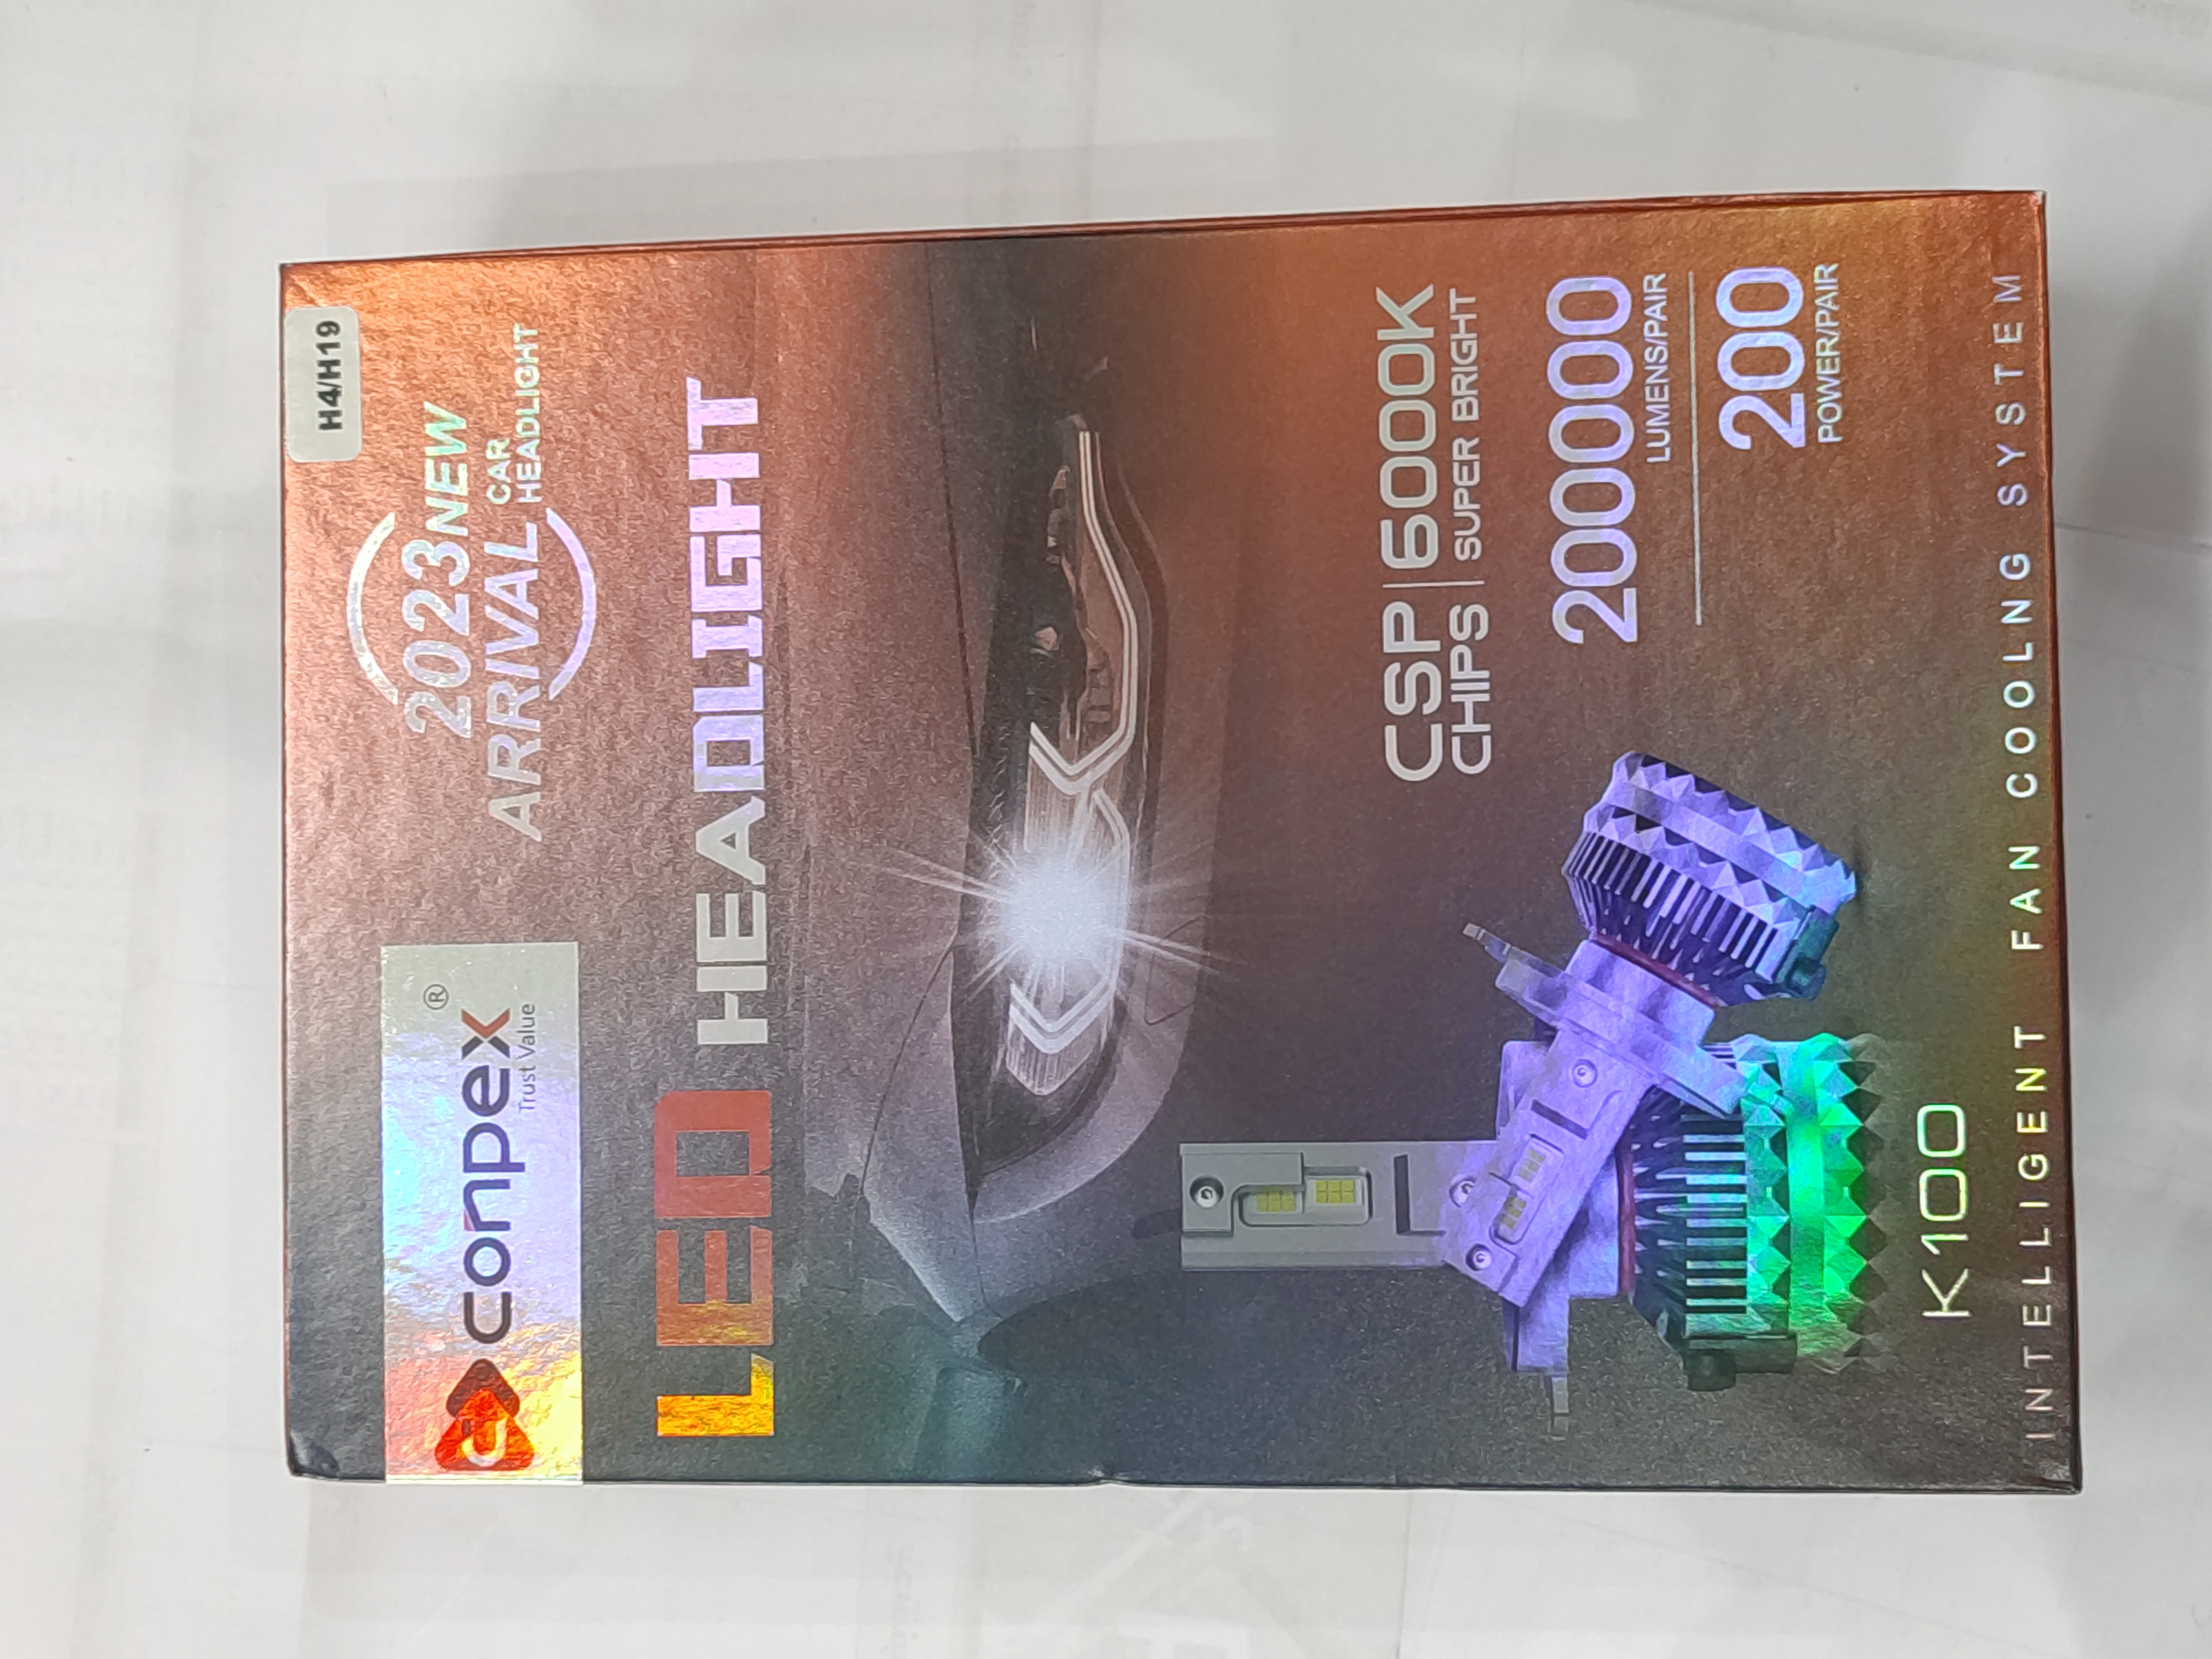 H4/H19
conpex®
Trust Value
2023NEW
ARRIVAL CAR
HEADLIGHT
LED HEADLIGHT
CSP|6000K
CHIPS|SUPER BRIGHT
200000
LUMENS/PAIR
200
POWER/PAIR
K100
INTELLIGENT FAN COOLNG SYSTEM